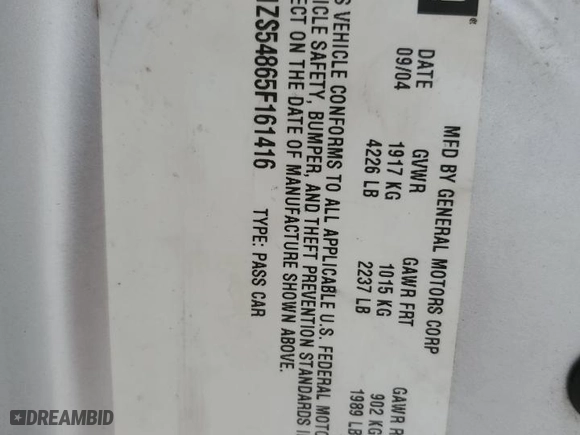 MFD BY GENERAL MOTORS CORP
DATE GVWR GAWR FRT GAWR R
09/04 1917 KG 1015 KG 902 KG
4226 LB 2237 LB 1989 LB
S VEHICLE CONFORMS TO ALL APPLICABLE U.S. FEDERAL MOTO
ICLE SAFETY, BUMPER, AND THEFT PREVENTION STANDARDS I
ECT ON THE DATE OF MANUFACTURE SHOWN ABOVE.
1ZS54865F161416 TYPE: PASS CAR
DREAMBID